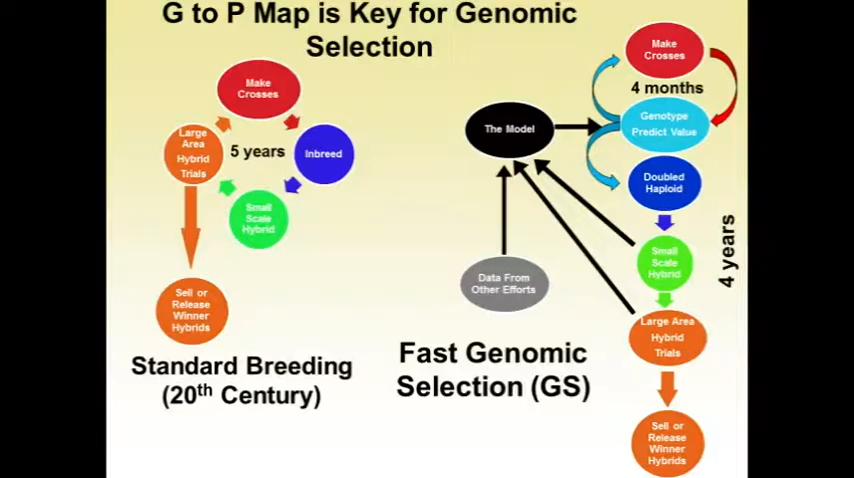 G to P Map is Key for Genomic
Selection
Make
Crosses
Large
Area
Hybrid
Trials
5 years
Inbreed
Small
Scale
Hybrid
Sell or
Release
Winner
Hybrids
Standard Breeding
(20th Century)
Make
Crosses
4 months
The Model
Genotype
Predict Value
Doubled
Haploid
Small
Scale
Hybrid
4 years
Data From
Other Efforts
Large Area
Hybrid
Trials
Fast Genomic
Selection (GS)
Sell or
Release
Winner
Hybrids